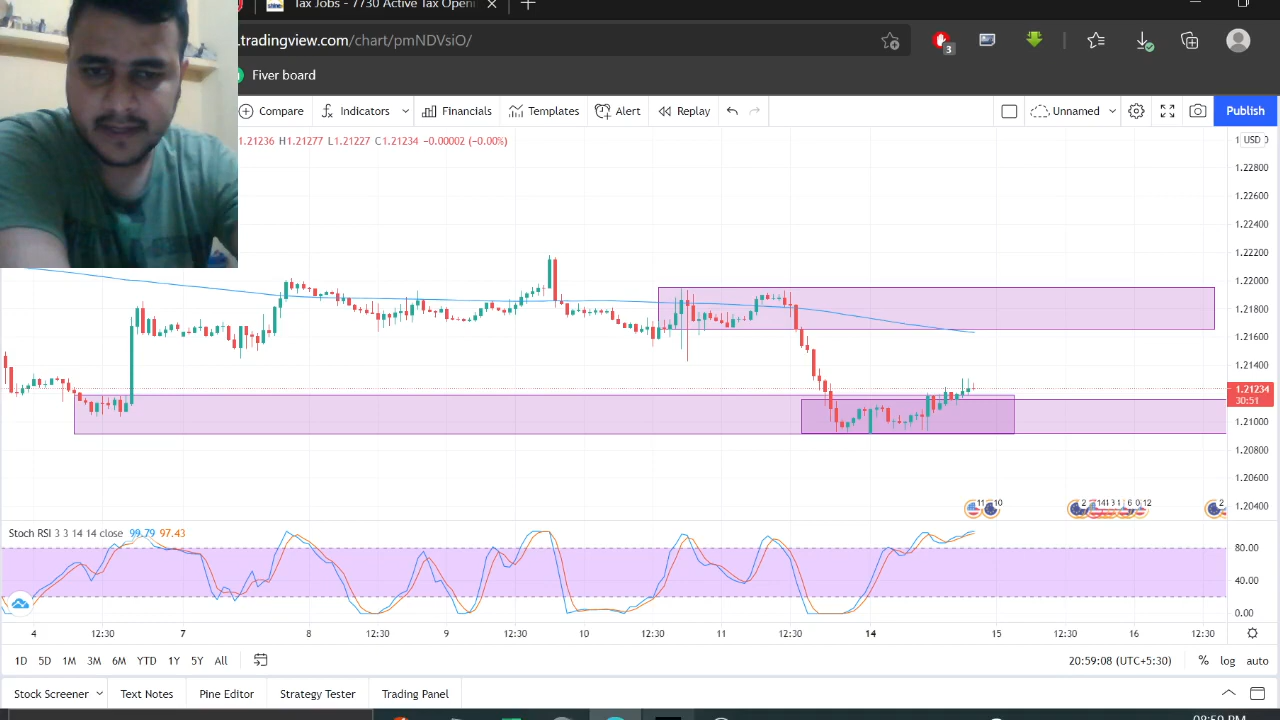 Tax Jobs - 7730 Active Tax Openi
.tradingview.com/chart/pmNDVsiO/
3
Fiver board
Compare Indicators Financials Templates Alert Replay Unnamed Publish
1.21236 H1.21277 L1.21227 C1.21234 -0.00002 (-0.00%)
USD
1.22800
1.22600
1.22400
1.22200
1.22000
1.21800
1.21600
1.21400
1.21234
30:51
1.21000
1.20800
1.20600
1.20400
Stoch RSI 3 3 14 14 close 99.79 97.43
80.00
40.00
0.00
4 12:30 7 8 12:30 9 12:30 10 12:30 11 12:30 14 15 12:30 16 12:30
1D 5D 1M 3M 6M YTD 1Y 5Y All 20:59:08 (UTC+5:30) % log auto
Stock Screener Text Notes Pine Editor Strategy Tester Trading Panel